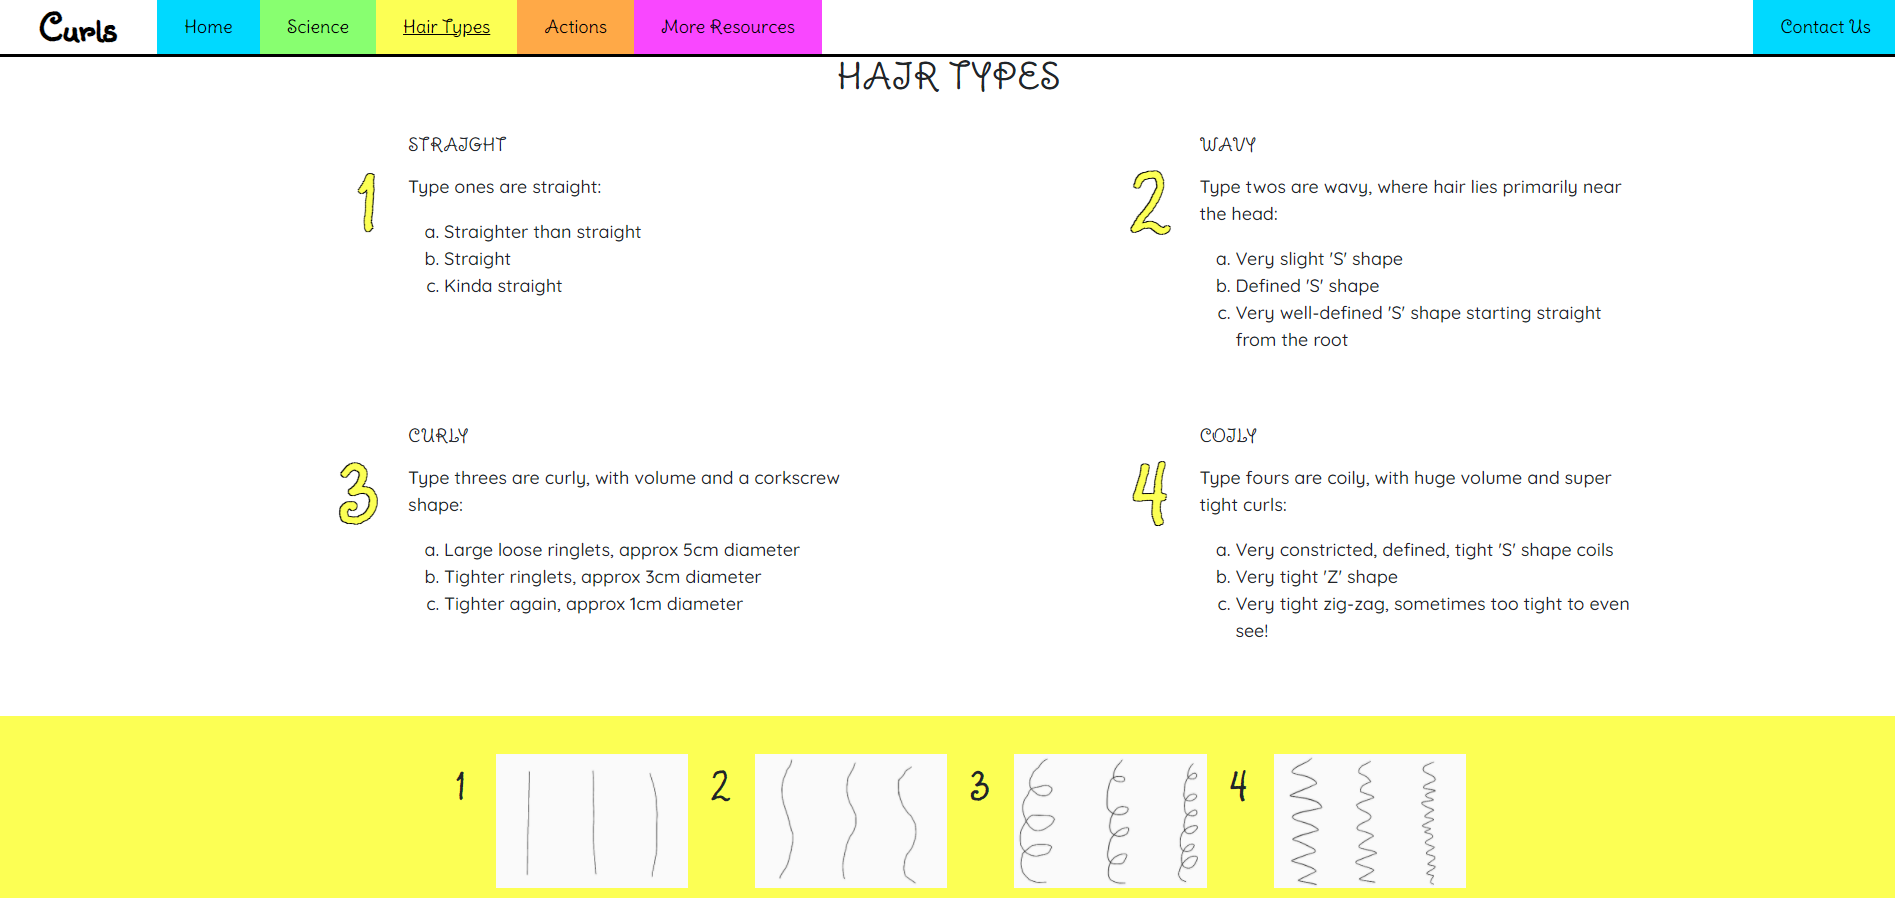 Curls
Home
Science
Hair Types
Actions
More Resources
Contact Us
HAIR TYPES
STRAIGHT
1
Type ones are straight:
a. Straighter than straight
b. Straight
c. Kinda straight
WAVY
2
Type twos are wavy, where hair lies primarily near
the head:
a. Very slight 'S' shape
b. Defined 'S' shape
c. Very well-defined 'S' shape starting straight
from the root
CURLY
3
Type threes are curly, with volume and a corkscrew
shape:
a. Large loose ringlets, approx 5cm diameter
b. Tighter ringlets, approx 3cm diameter
c. Tighter again, approx 1cm diameter
COILY
4
Type fours are coily, with huge volume and super
tight curls:
a. Very constricted, defined, tight 'S' shape coils
b. Very tight 'Z' shape
c. Very tight zig-zag, sometimes too tight to even
see!
1
2
3
4